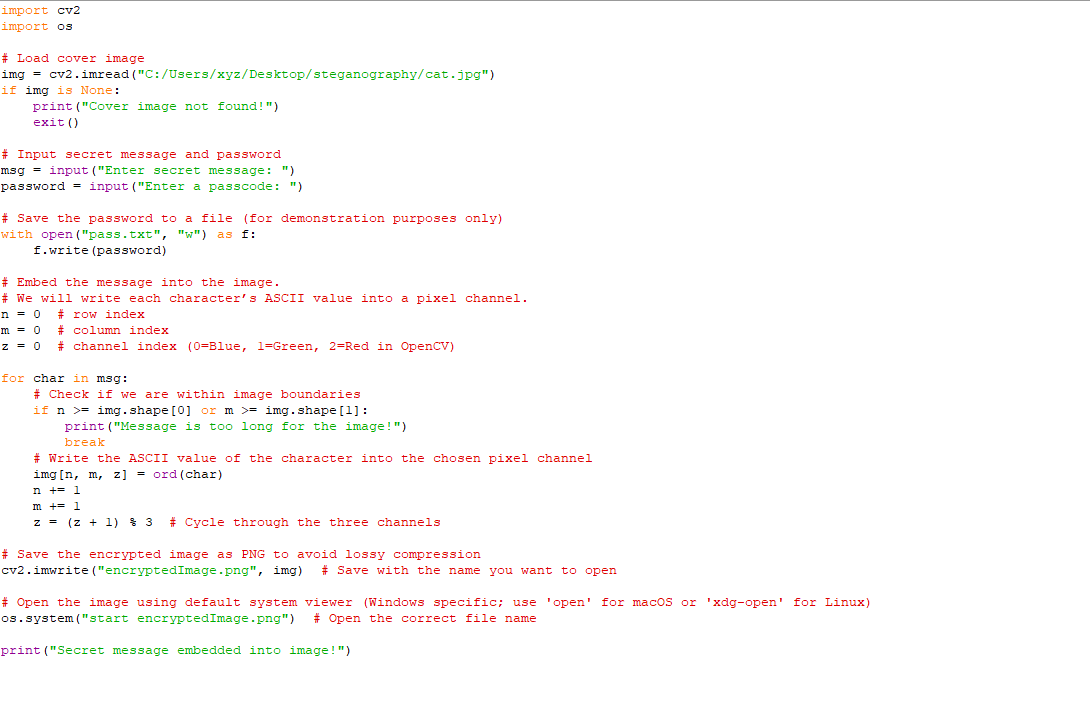 import cv2
import os
# Load cover image
img = cv2.imread("C:/Users/xyz/Desktop/steganography/cat.jpg")
if img is None:
    print("Cover image not found!")
    exit()
# Input secret message and password
msg = input("Enter secret message: ")
password = input("Enter a passcode: ")
# Save the password to a file (for demonstration purposes only)
with open("pass.txt", "w") as f:
    f.write(password)
# Embed the message into the image.
# We will write each character’s ASCII value into a pixel channel.
n = 0  # row index
m = 0  # column index
z = 0  # channel index (0=Blue, 1=Green, 2=Red in OpenCV)
for char in msg:
    # Check if we are within image boundaries
    if n >= img.shape[0] or m >= img.shape[1]:
        print("Message is too long for the image!")
        break
    # Write the ASCII value of the character into the chosen pixel channel
    img[n, m, z] = ord(char)
    n += 1
    m += 1
    z = (z + 1) % 3  # Cycle through the three channels
# Save the encrypted image as PNG to avoid lossy compression
cv2.imwrite("encryptedImage.png", img)  # Save with the name you want to open
# Open the image using default system viewer (Windows specific; use 'open' for macOS or 'xdg-open' for Linux)
os.system("start encryptedImage.png")  # Open the correct file name
print("Secret message embedded into image!")